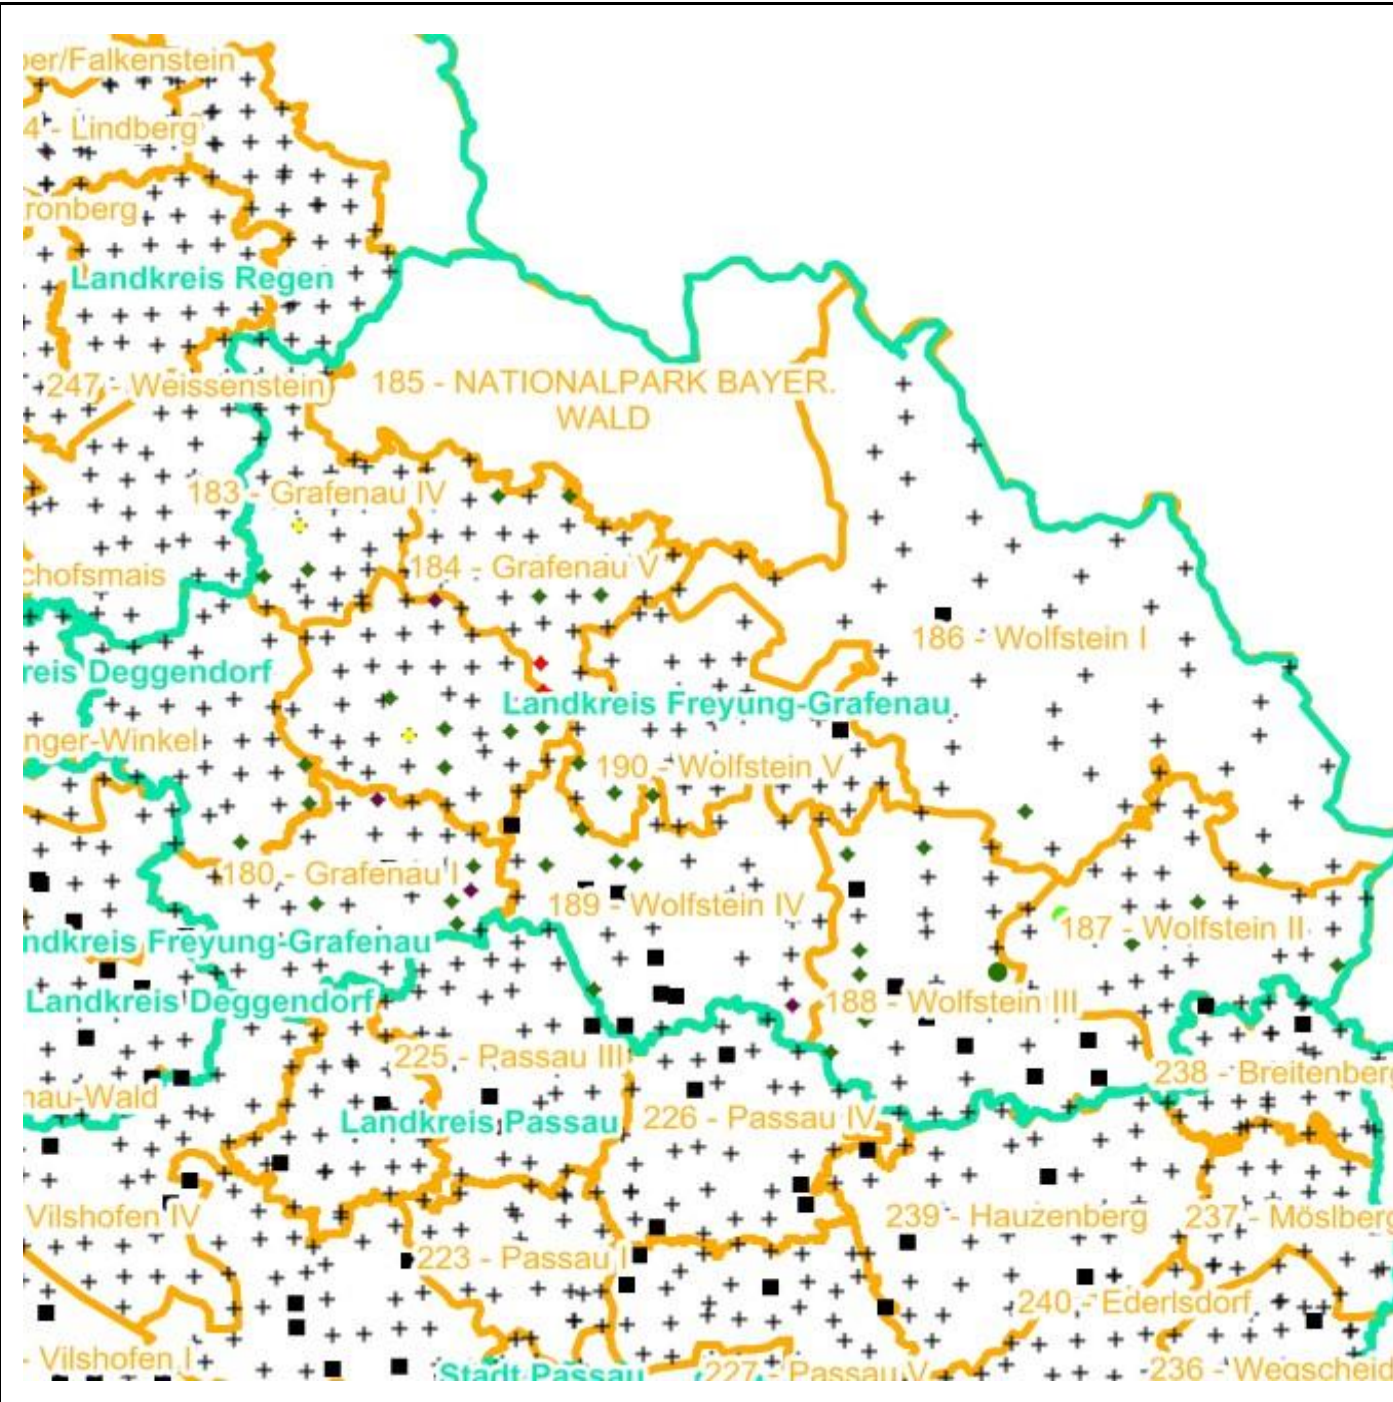 er/Falkenstein
4 - Lindberg
ronberg
Landkreis Regen
247 - Weissenstein
185 - NATIONALPARK BAYER.
WALD
183 - Grafenau IV
184 - Grafenau V
chofsmais
186 - Wolfstein I
reis Deggendorf
Landkreis Freyung-Grafenau
nger-Winkel
190 - Wolfstein V
180 - Grafenau I
189 - Wolfstein IV
187 - Wolfstein II
ndkreis Freyung-Grafenau
Landkreis Deggendorf
188 - Wolfstein III
225 - Passau III
238 - Breitenberg
nau-Wald
Landkreis Passau
226 - Passau IV
Vilshofen IV
239 - Hauzenberg
237 - Möslberg
223 - Passau I
240 - Ederlsdorf
- Vilshofen I
Stadt Passau
227 - Passau V
236 - Wegscheid